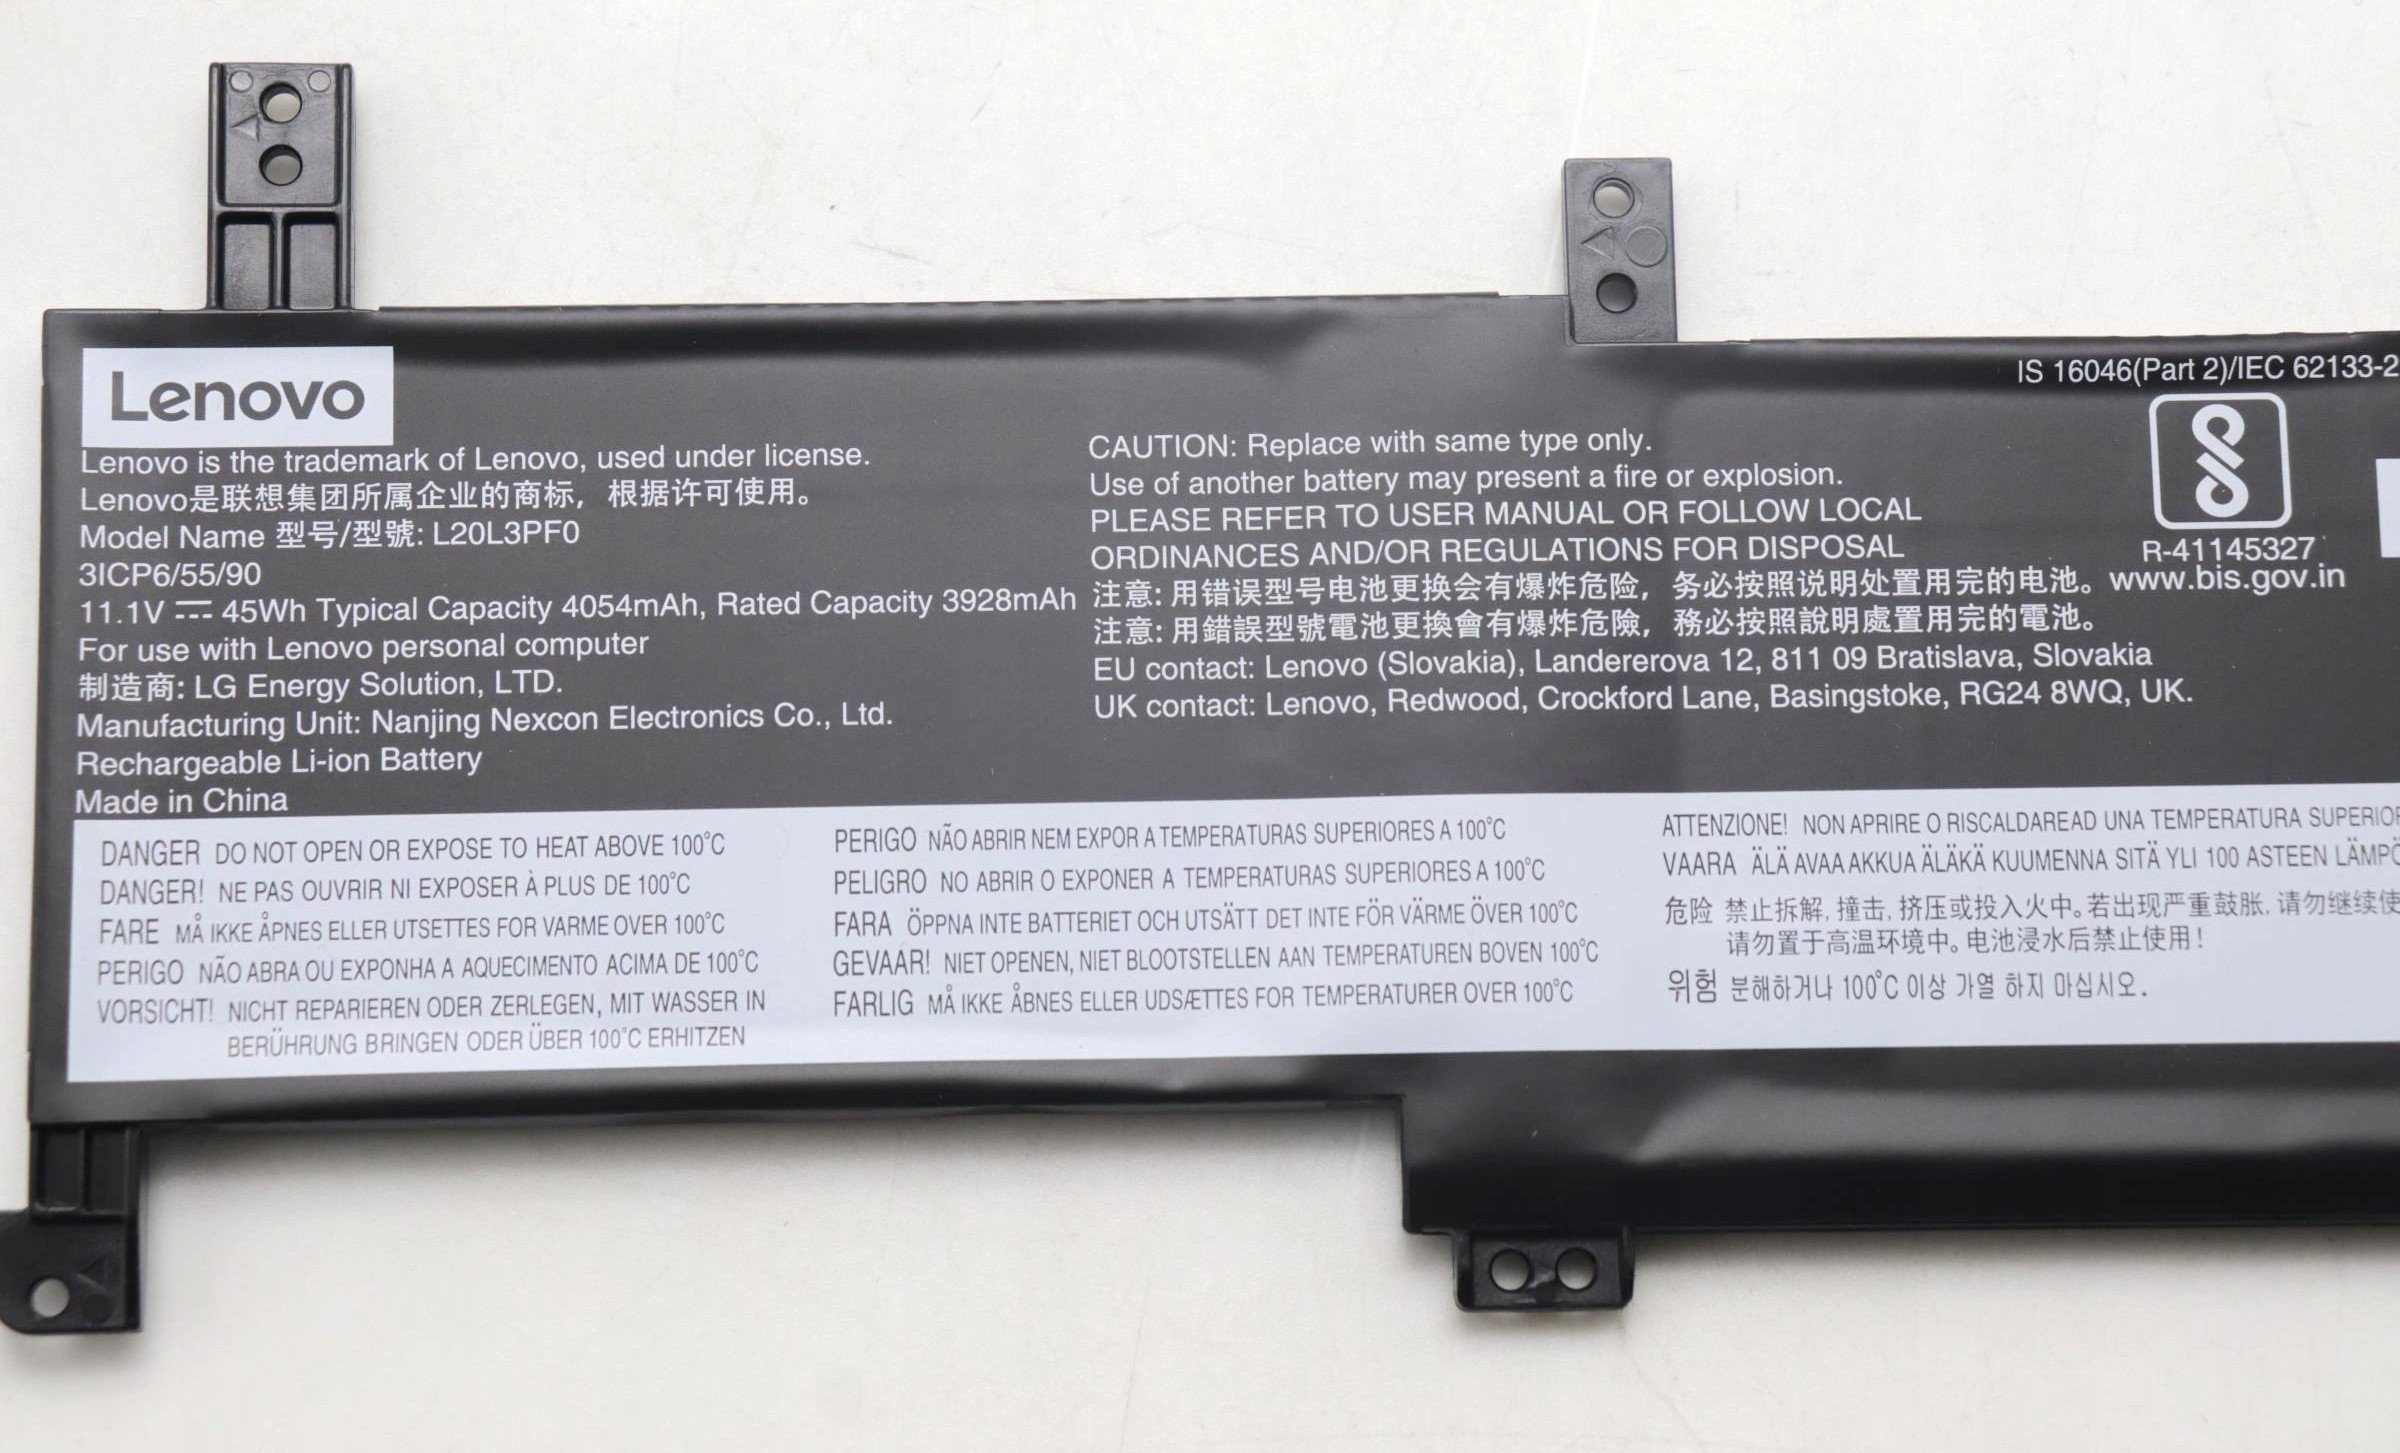 Lenovo
Lenovo is the trademark of Lenovo, used under license.
Lenovo是联想集团所属企业的商标，根据许可使用。
Model Name 型号/型號: L20L3PF0
3ICP6/55/90
11.1V ⎓ 45Wh Typical Capacity 4054mAh, Rated Capacity 3928mAh
For use with Lenovo personal computer
制造商: LG Energy Solution, LTD.
Manufacturing Unit: Nanjing Nexcon Electronics Co., Ltd.
Rechargeable Li-ion Battery
Made in China
CAUTION: Replace with same type only.
Use of another battery may present a fire or explosion.
PLEASE REFER TO USER MANUAL OR FOLLOW LOCAL
ORDINANCES AND/OR REGULATIONS FOR DISPOSAL
注意: 用错误型号电池更换会有爆炸危险，务必按照说明处置用完的电池。
注意: 用錯誤型號電池更換會有爆炸危險，務必按照說明處置用完的電池。
EU contact: Lenovo (Slovakia), Landererova 12, 811 09 Bratislava, Slovakia
UK contact: Lenovo, Redwood, Crockford Lane, Basingstoke, RG24 8WQ, UK.
IS 16046(Part 2)/IEC 62133-2
R-41145327
www.bis.gov.in
DANGER DO NOT OPEN OR EXPOSE TO HEAT ABOVE 100°C
DANGER! NE PAS OUVRIR NI EXPOSER À PLUS DE 100°C
FARE MÅ IKKE ÅPNES ELLER UTSETTES FOR VARME OVER 100°C
PERIGO NÃO ABRA OU EXPONHA A AQUECIMENTO ACIMA DE 100°C
VORSICHT! NICHT REPARIEREN ODER ZERLEGEN, MIT WASSER IN
BERÜHRUNG BRINGEN ODER ÜBER 100°C ERHITZEN
PERIGO NÃO ABRIR NEM EXPOR A TEMPERATURAS SUPERIORES A 100°C
PELIGRO NO ABRIR O EXPONER A TEMPERATURAS SUPERIORES A 100°C
FARA ÖPPNA INTE BATTERIET OCH UTSÄTT DET INTE FÖR VÄRME ÖVER 100°C
GEVAAR! NIET OPENEN, NIET BLOOTSTELLEN AAN TEMPERATUREN BOVEN 100°C
FARLIG MÅ IKKE ÅBNES ELLER UDSÆTTES FOR TEMPERATURER OVER 100°C
ATTENZIONE! NON APRIRE O RISCALDAREAD UNA TEMPERATURA
VAARA ÄLÄ AVAA AKKUA ÄLÄKÄ KUUMENNA SITÄ YLI 100 ASTEEN
危险 禁止拆解, 撞击, 挤压或投入火中。若出现严重鼓胀, 请勿继续使
请勿置于高温环境中。电池浸水后禁止使用!
위험 분해하거나 100°C 이상 가열 하지 마십시오.